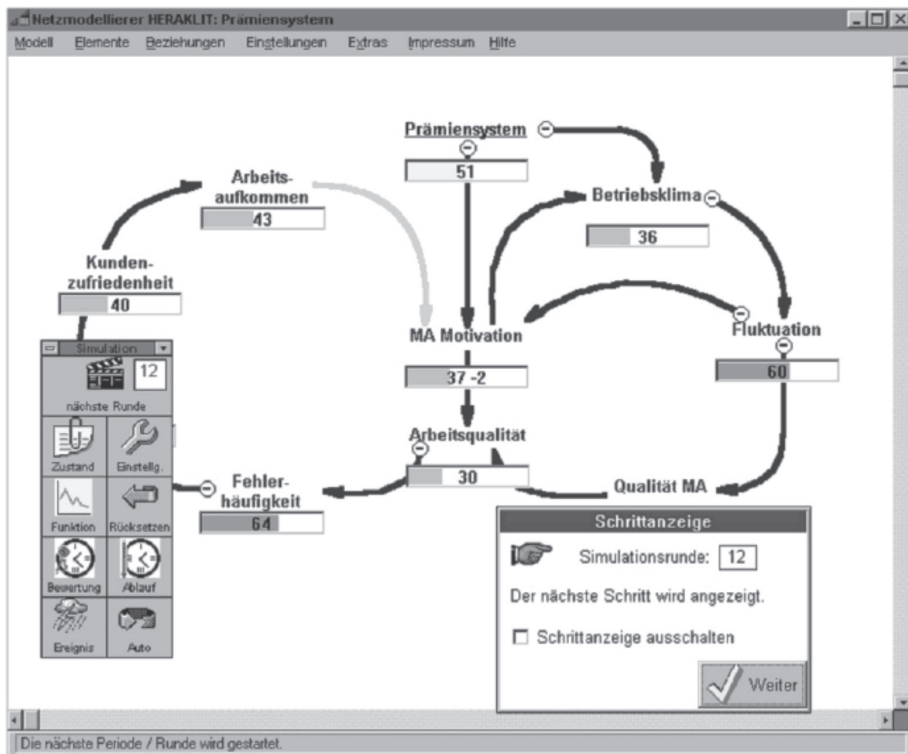 Netzmodellierer HERAKLIT: Prämiensystem
Modell Elemente Beziehungen Einstellungen Extras Impressum Hilfe
Prämiensystem
51
Arbeits-
aufkommen
43
Betriebsklima
36
Kunden-
zufriedenheit
40
MA Motivation
37 -2
Fluktuation
60
Arbeitsqualität
30
Fehler-
häufigkeit
64
Qualität MA
Simulation
12
nächste Runde
Zustand Einstellg.
Funktion Rücksetzen
Bewertung Ablauf
Ereignis Auto
Schrittanzeige
Simulationsrunde: 12
Der nächste Schritt wird angezeigt.
Schrittanzeige ausschalten
Weiter
Die nächste Periode / Runde wird gestartet.